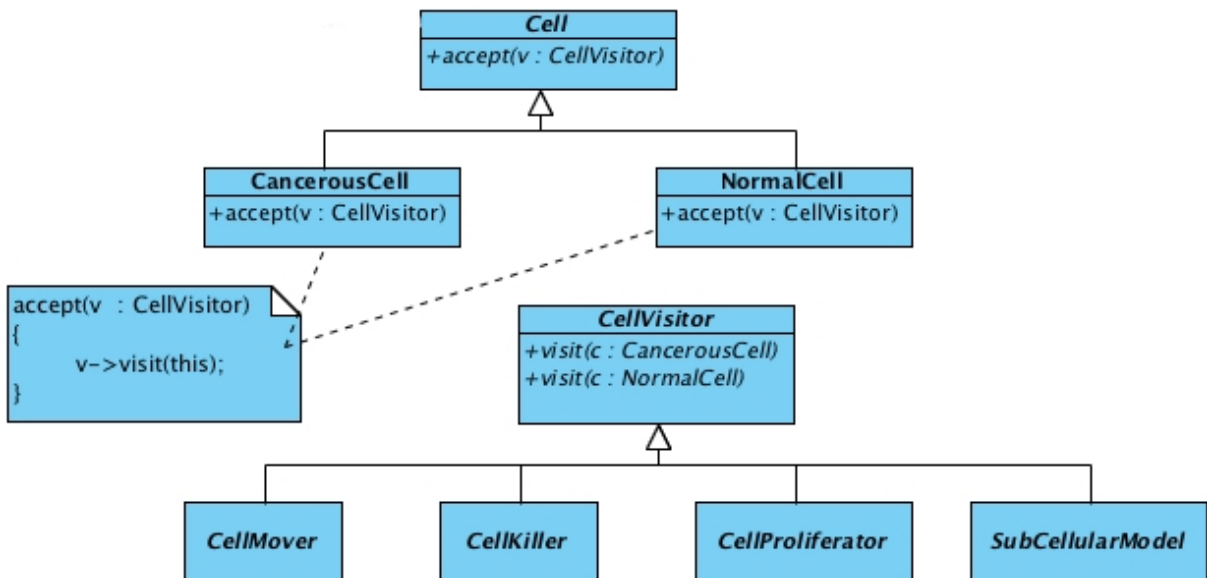 Cell
+accept(v : CellVisitor)
CancerousCell
+accept(v : CellVisitor)
NormalCell
+accept(v : CellVisitor)
accept(v : CellVisitor)
{
v->visit(this);
}
CellVisitor
+visit(c : CancerousCell)
+visit(c : NormalCell)
CellMover
CellKiller
CellProliferator
SubCellularModel